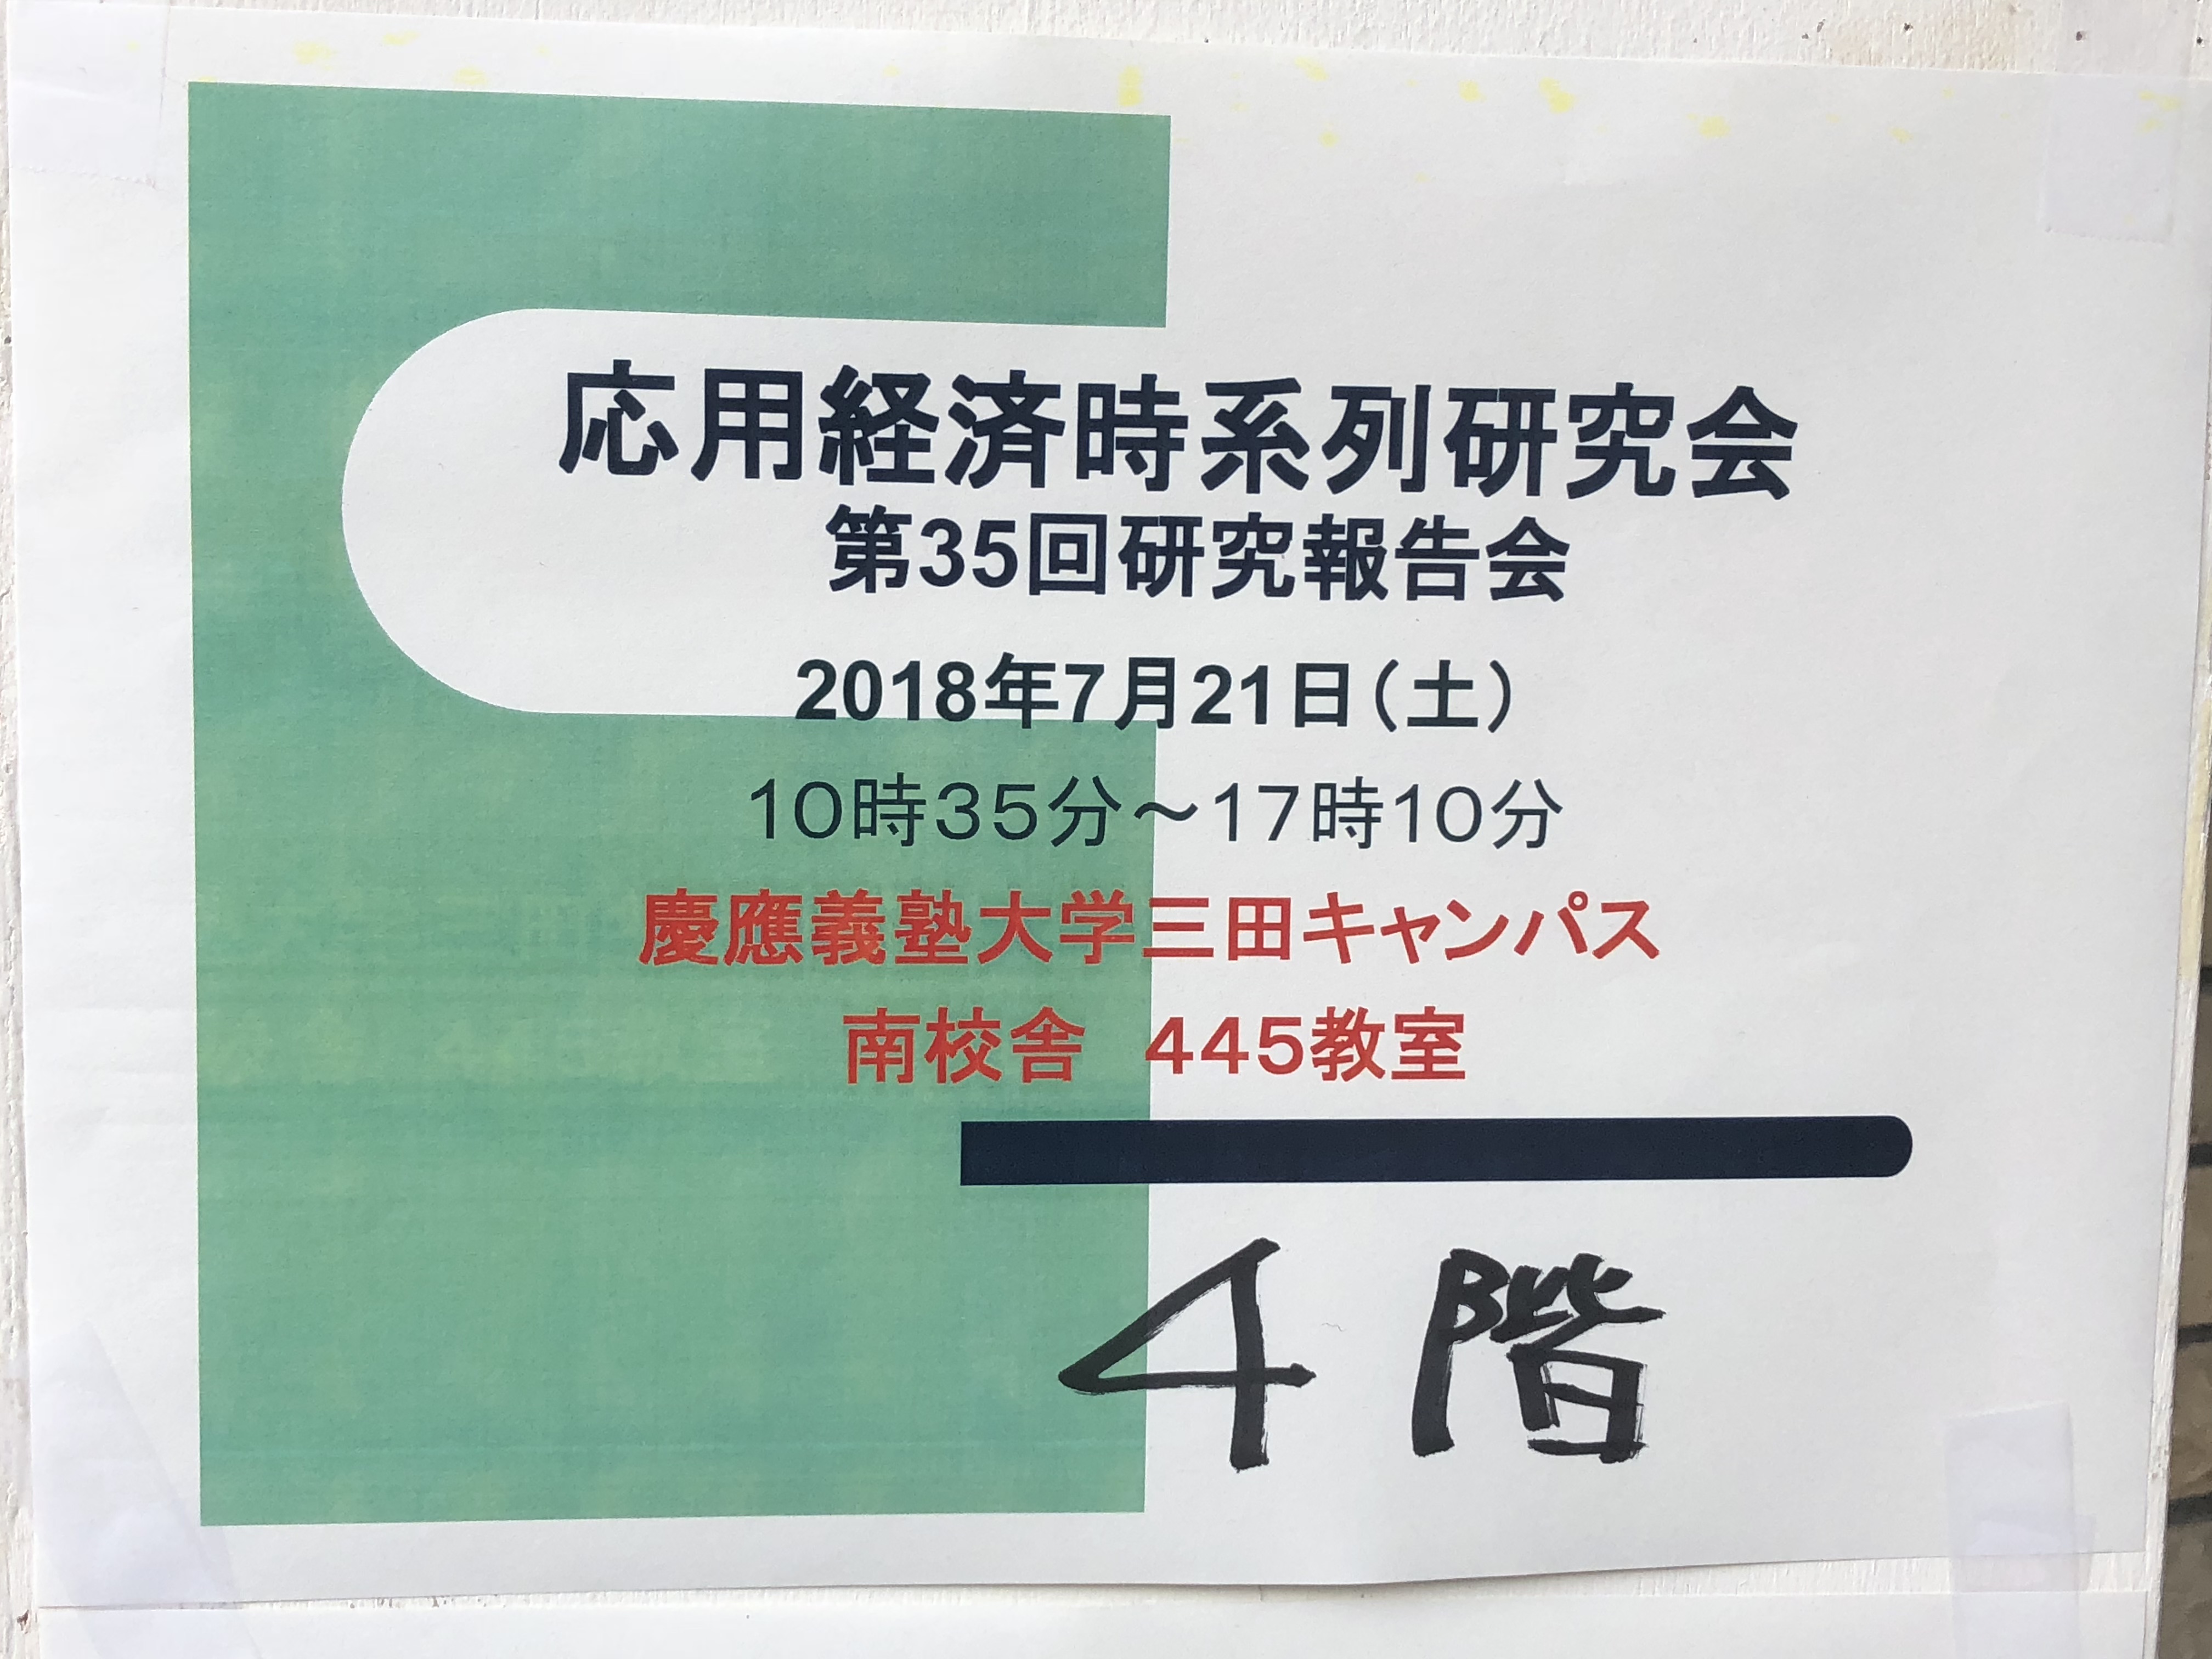 応用経済時系列研究会
第35回研究報告会
2018年7月21日（土）
10時35分～17時10分
慶應義塾大学三田キャンパス
南校舎　445教室
4階